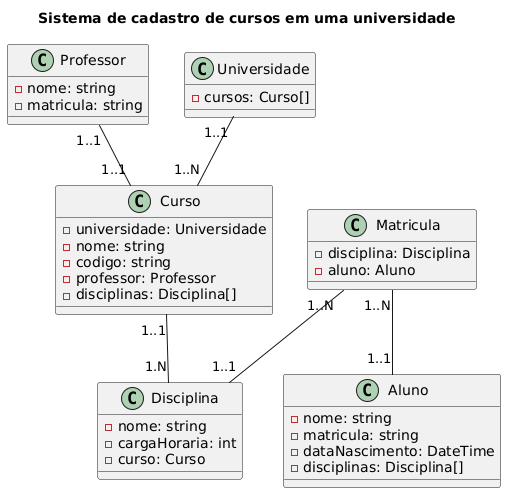 Sistema de cadastro de cursos em uma universidade
C Professor
nome: string
matricula: string
C Universidade
cursos: Curso[]
1..1
1..1
1..1
1..N
C Curso
universidade: Universidade
nome: string
codigo: string
professor: Professor
disciplinas: Disciplina[]
C Matricula
disciplina: Disciplina
aluno: Aluno
1..1
1..N
1..N
1.N
1..1
1..1
C Disciplina
nome: string
cargaHoraria: int
curso: Curso
C Aluno
nome: string
matricula: string
dataNascimento: DateTime
disciplinas: Disciplina[]